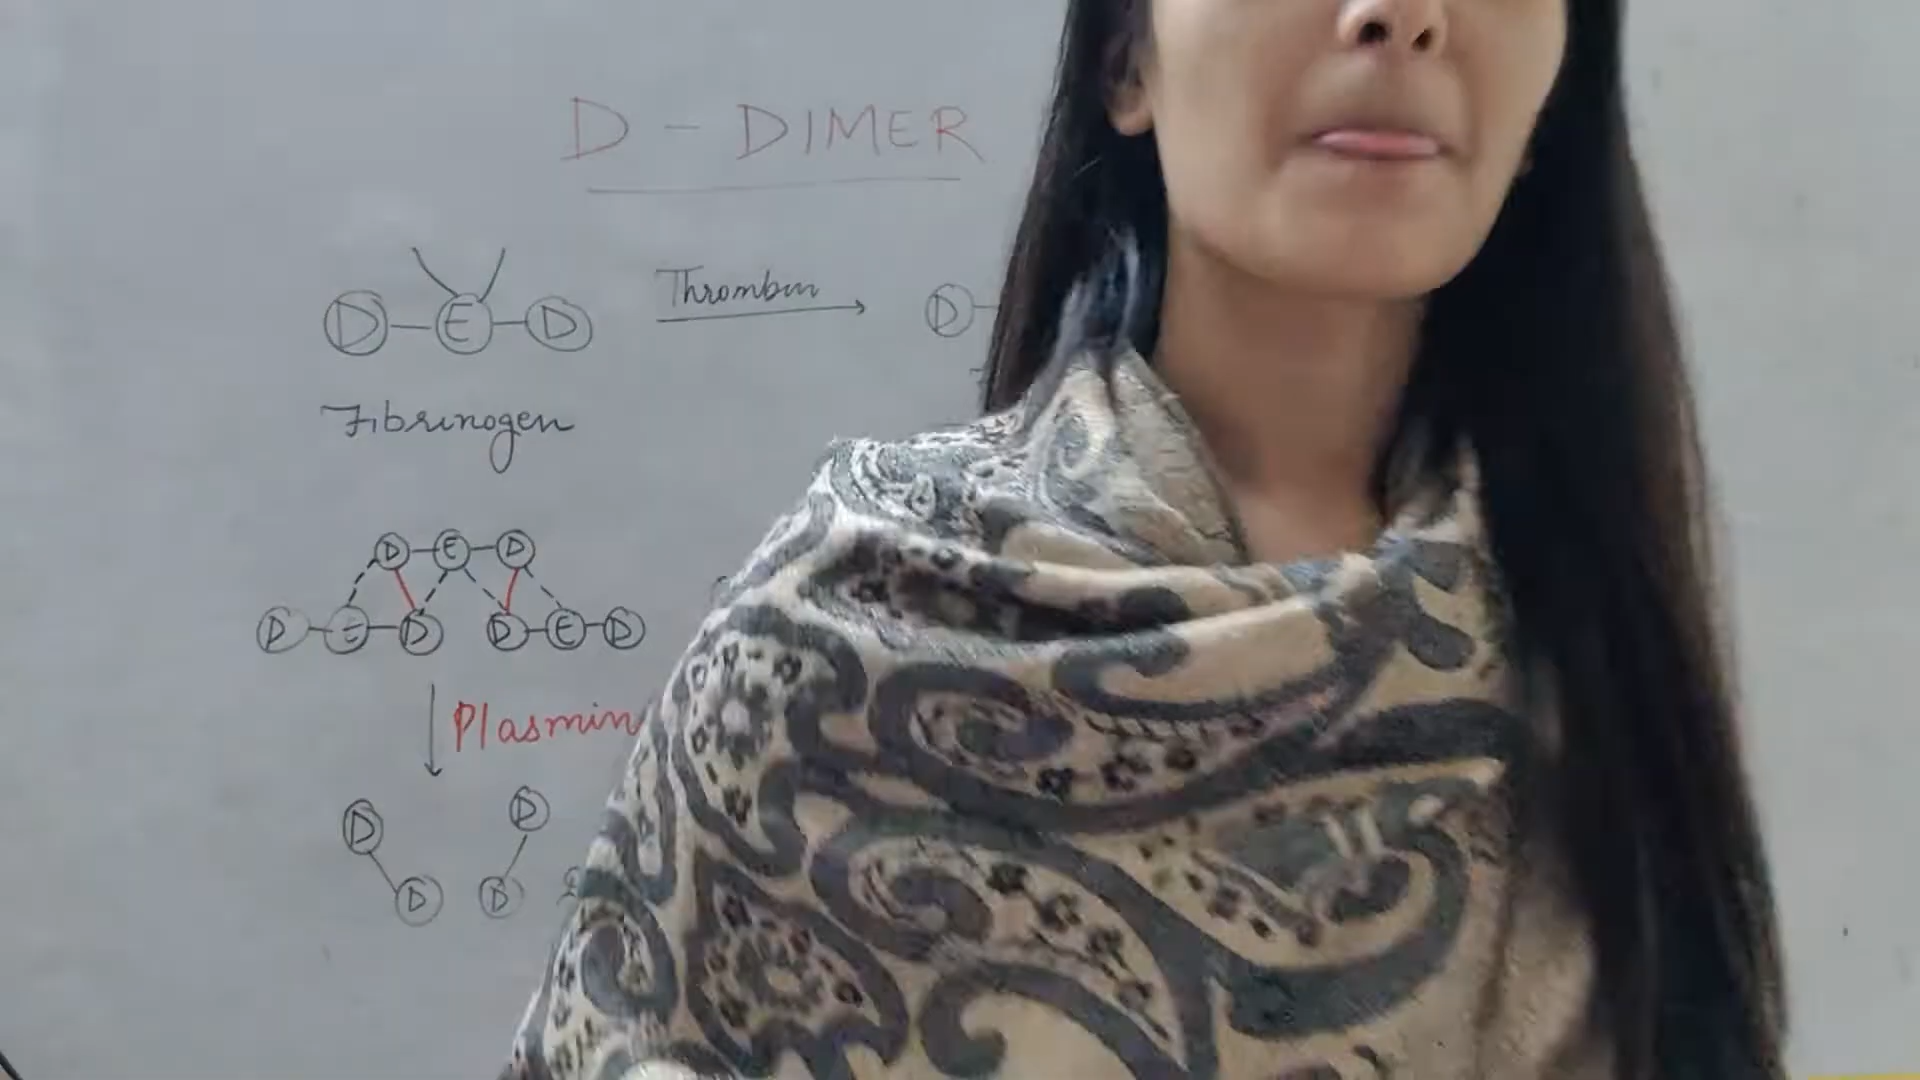 D - DIMER
D E D Thrombin D
Fibrinogen
D E D
D E D D E D
Plasmin
D D
D D